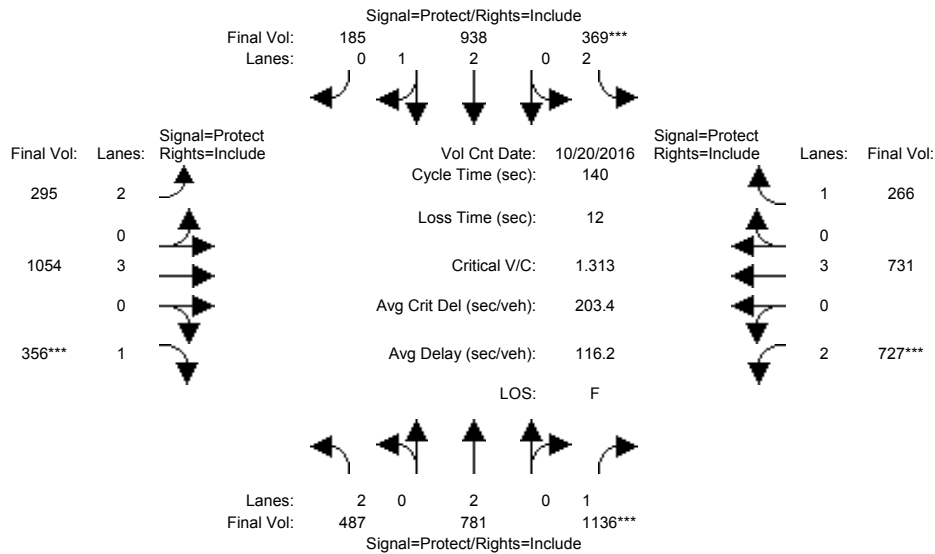 Signal=Protect/Rights=Include
Final Vol: 185 938 369***
Lanes: 0 1 2 0 2
Signal=Protect Signal=Protect
Final Vol: Lanes: Rights=Include Vol Cnt Date: 10/20/2016 Rights=Include Lanes: Final Vol:
Cycle Time (sec): 140
295 2 1 266
Loss Time (sec): 12
0 0
1054 3 Critical V/C: 1.313 3 731
0 Avg Crit Del (sec/veh): 203.4 0
356*** 1 Avg Delay (sec/veh): 116.2 2 727***
LOS: F
Lanes: 2 0 2 0 1
Final Vol: 487 781 1136***
Signal=Protect/Rights=Include